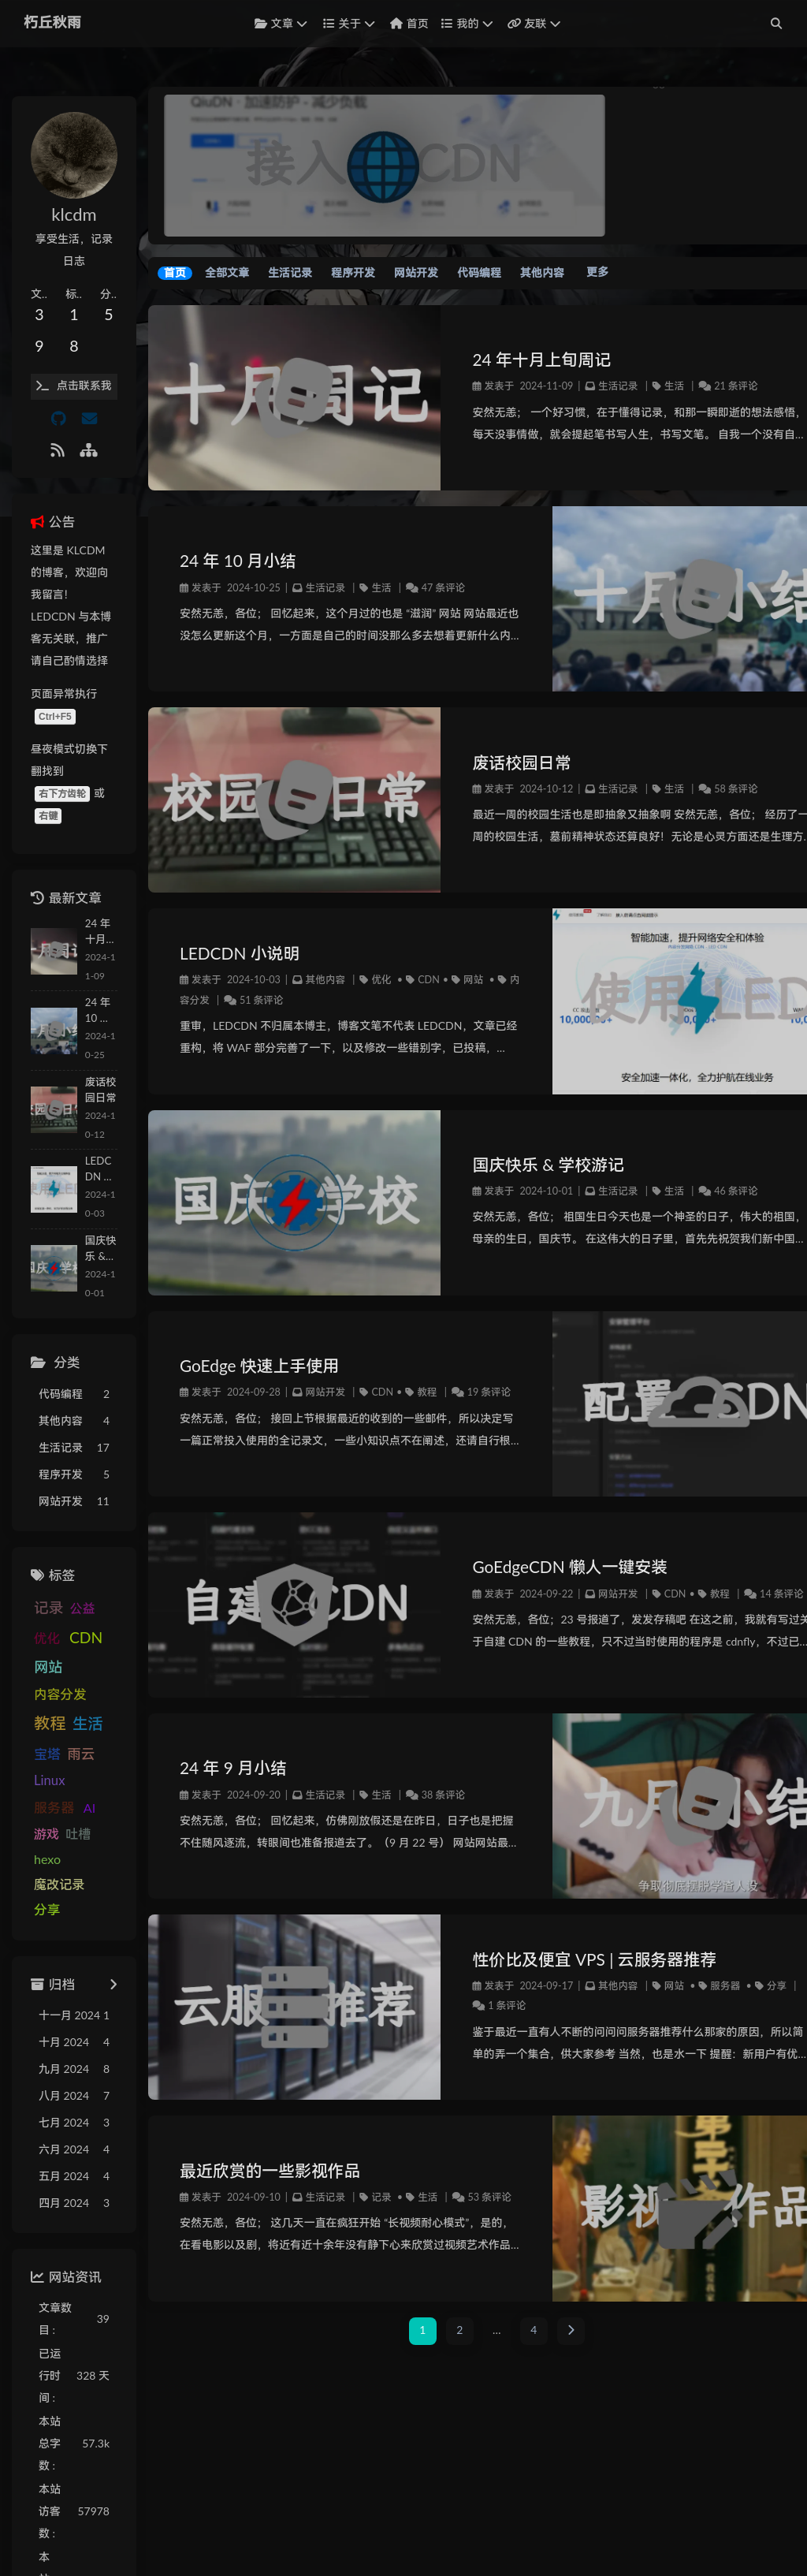 朽丘秋雨
文章
关于
首页
我的
友联
klcdm
享受生活，记录
日志
文..
标..
分..
3
1
5
9
8
点击联系我
公告
这里是 KLCDM
的博客，欢迎向
我留言！
LEDCDN 与本博
客无关联，推广
请自己酌情选择
页面异常执行
Ctrl+F5
昼夜模式切换下
翻找到
右下方齿轮 或
右键
最新文章
24 年
十月...
2024-1
1-09
24 年
10 ...
2024-1
0-25
废话校
园日常
2024-1
0-12
LEDC
DN ...
2024-1
0-03
国庆快
乐 &...
2024-1
0-01
分类
代码编程 2
其他内容 4
生活记录 17
程序开发 5
网站开发 11
标签
记录 公益
优化 CDN
网站
内容分发
教程 生活
宝塔 雨云
Linux
服务器 AI
游戏 吐槽
hexo
魔改记录
分享
归档
十一月 2024 1
十月 2024 4
九月 2024 8
八月 2024 7
七月 2024 3
六月 2024 4
五月 2024 4
四月 2024 3
网站资讯
文章数
目 :
39
已运
行时
间 :
328 天
本站
总字
数 :
57.3k
本站
访客
数 :
57978
本
QiuDN · 加速防护 - 减少负载
接入 CDN
首页 全部文章 生活记录 程序开发 网站开发 代码编程 其他内容 更多
十月周记
24 年十月上旬周记
发表于 2024-11-09 | 生活记录 | 生活 | 21 条评论
安然无恙； 一个好习惯，在于懂得记录，和那一瞬即逝的想法感悟，
每天没事情做，就会提起笔书写人生，书写文笔。 自我一个没有自...
24 年 10 月小结
发表于 2024-10-25 | 生活记录 | 生活 | 47 条评论
安然无恙，各位； 回忆起来，这个月过的也是 “滋润” 网站 网站最近也
没怎么更新这个月，一方面是自己的时间没那么多去想着更新什么内...
十月小结
校园日常
废话校园日常
发表于 2024-10-12 | 生活记录 | 生活 | 58 条评论
最近一周的校园生活也是即抽象又抽象啊 安然无恙，各位； 经历了一
周的校园生活，墓前精神状态还算良好！无论是心灵方面还是生理方...
LEDCDN 小说明
发表于 2024-10-03 | 其他内容 | 优化 • CDN • 网站 • 内
容分发 | 51 条评论
重审，LEDCDN 不归属本博主，博客文笔不代表 LEDCDN，文章已经
重构，将 WAF 部分完善了一下，以及修改一些错别字，已投稿，...
智能加速，提升网络安全和体验
使用 LED
10,000
安全加速一体化，全力护航在线业务
国庆 学校
国庆快乐 & 学校游记
发表于 2024-10-01 | 生活记录 | 生活 | 46 条评论
安然无恙，各位； 祖国生日今天也是一个神圣的日子，伟大的祖国，
母亲的生日，国庆节。 在这伟大的日子里，首先先祝贺我们新中国...
GoEdge 快速上手使用
发表于 2024-09-28 | 网站开发 | CDN • 教程 | 19 条评论
安然无恙，各位； 接回上节根据最近的收到的一些邮件，所以决定写
一篇正常投入使用的全记录文，一些小知识点不在阐述，还请自行根...
配置 CDN
自建 CDN
GoEdgeCDN 懒人一键安装
发表于 2024-09-22 | 网站开发 | CDN • 教程 | 14 条评论
安然无恙，各位；23 号报道了，发发存稿吧 在这之前，我就有写过关
于自建 CDN 的一些教程，只不过当时使用的程序是 cdnfly，不过已...
24 年 9 月小结
发表于 2024-09-20 | 生活记录 | 生活 | 38 条评论
安然无恙，各位； 回忆起来，仿佛刚放假还是在昨日，日子也是把握
不住随风逐流，转眼间也准备报道去了。（9 月 22 号） 网站网站最...
九月小结
争取彻底摆脱学渣人设
云服 推荐
性价比及便宜 VPS | 云服务器推荐
发表于 2024-09-17 | 其他内容 | 网站 • 服务器 • 分享 |
1 条评论
鉴于最近一直有人不断的问问问服务器推荐什么那家的原因，所以简
单的弄一个集合，供大家参考 当然，也是水一下 提醒：新用户有优...
最近欣赏的一些影视作品
发表于 2024-09-10 | 生活记录 | 记录 • 生活 | 53 条评论
安然无恙，各位； 这几天一直在疯狂开始 “长视频耐心模式”，是的，
在看电影以及剧，将近有近十余年没有静下心来欣赏过视频艺术作品...
影视作品
1 2 ... 4